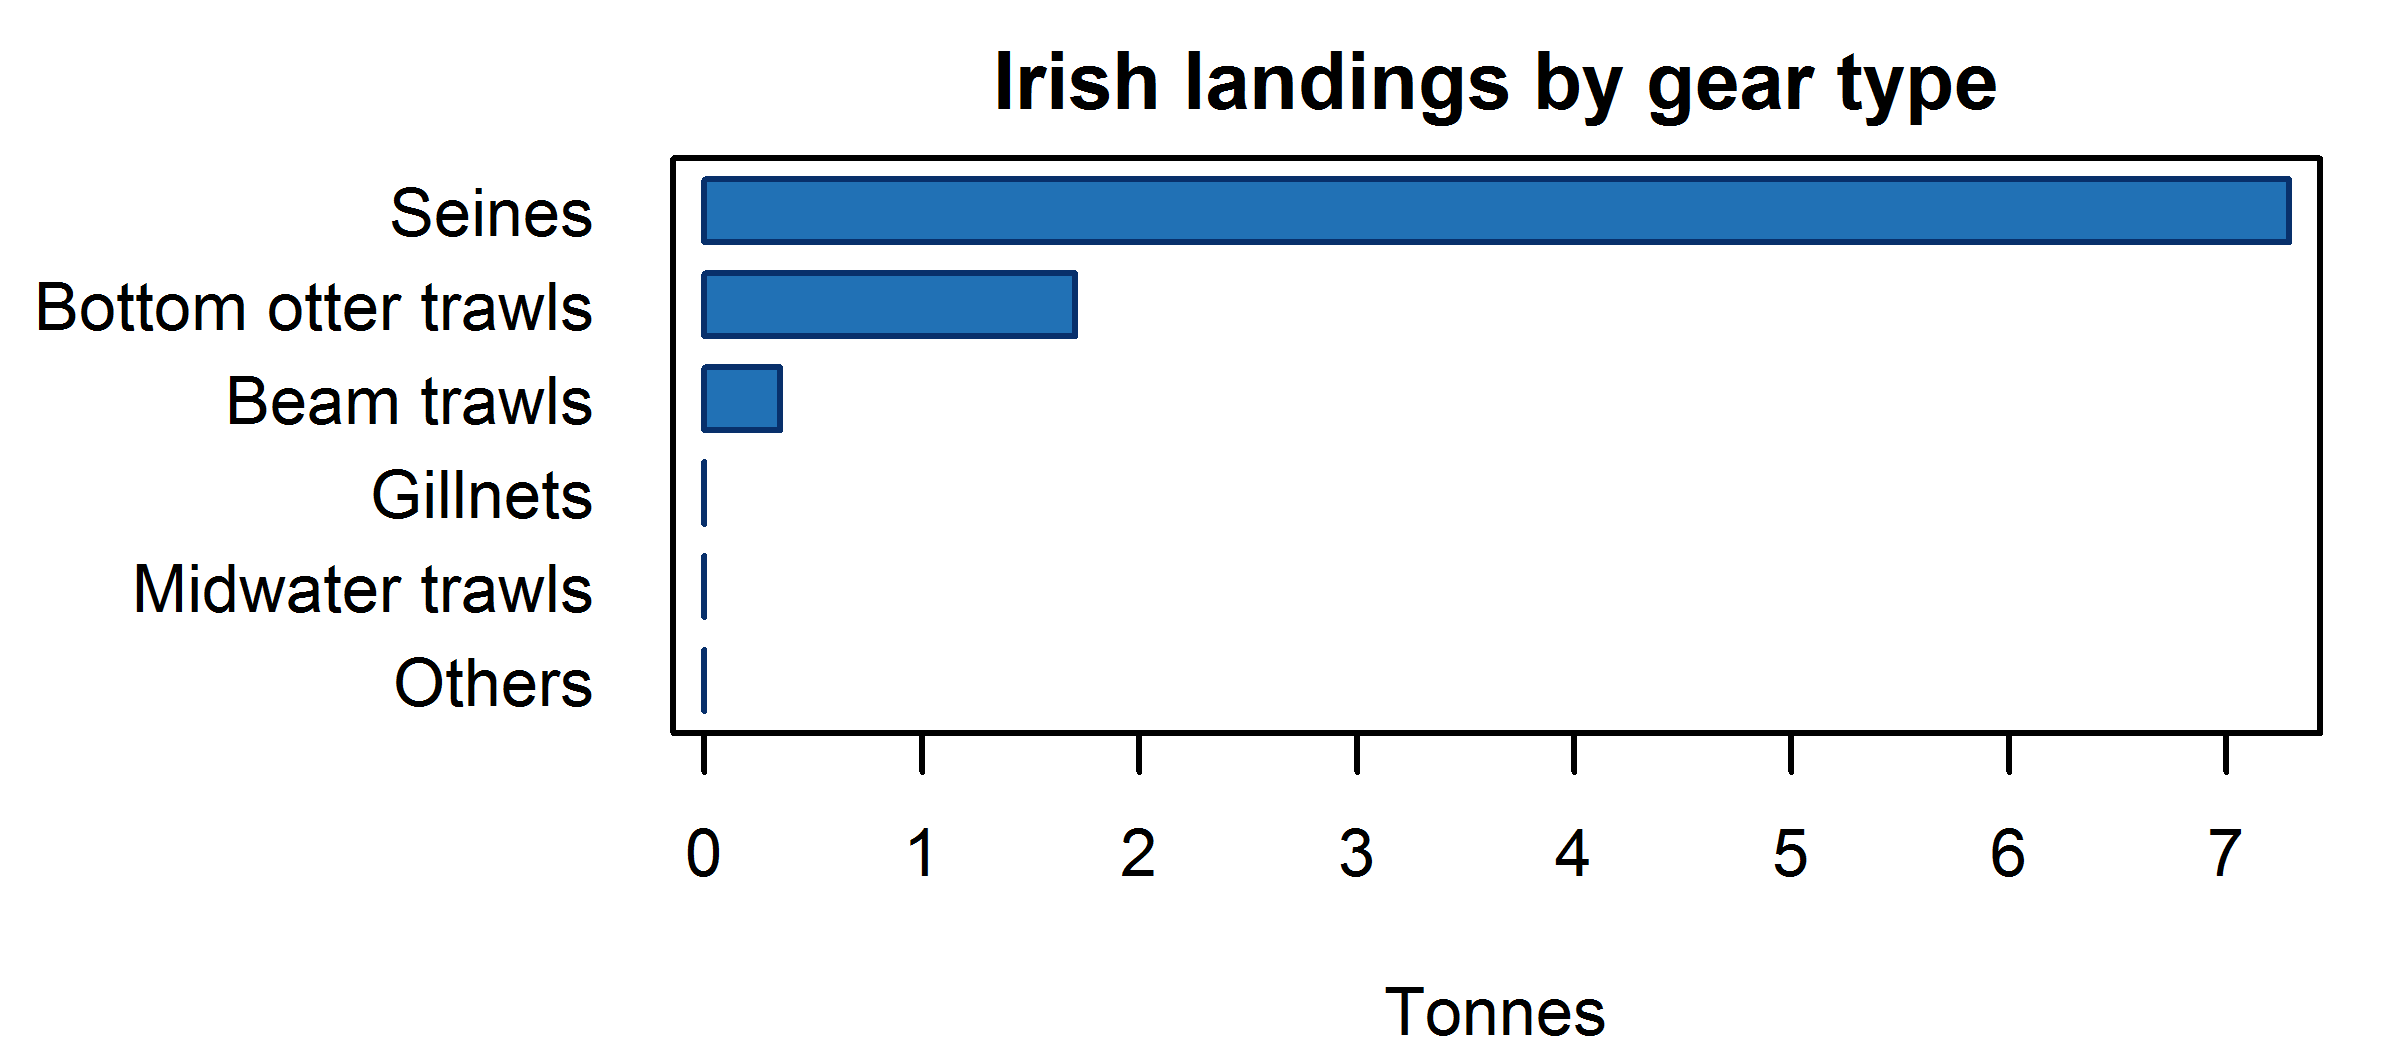 Irish landings by gear type
Seines
Bottom otter trawls
Beam trawls
Gillnets
Midwater trawls
Others
0 1 2 3 4 5 6 7
Tonnes